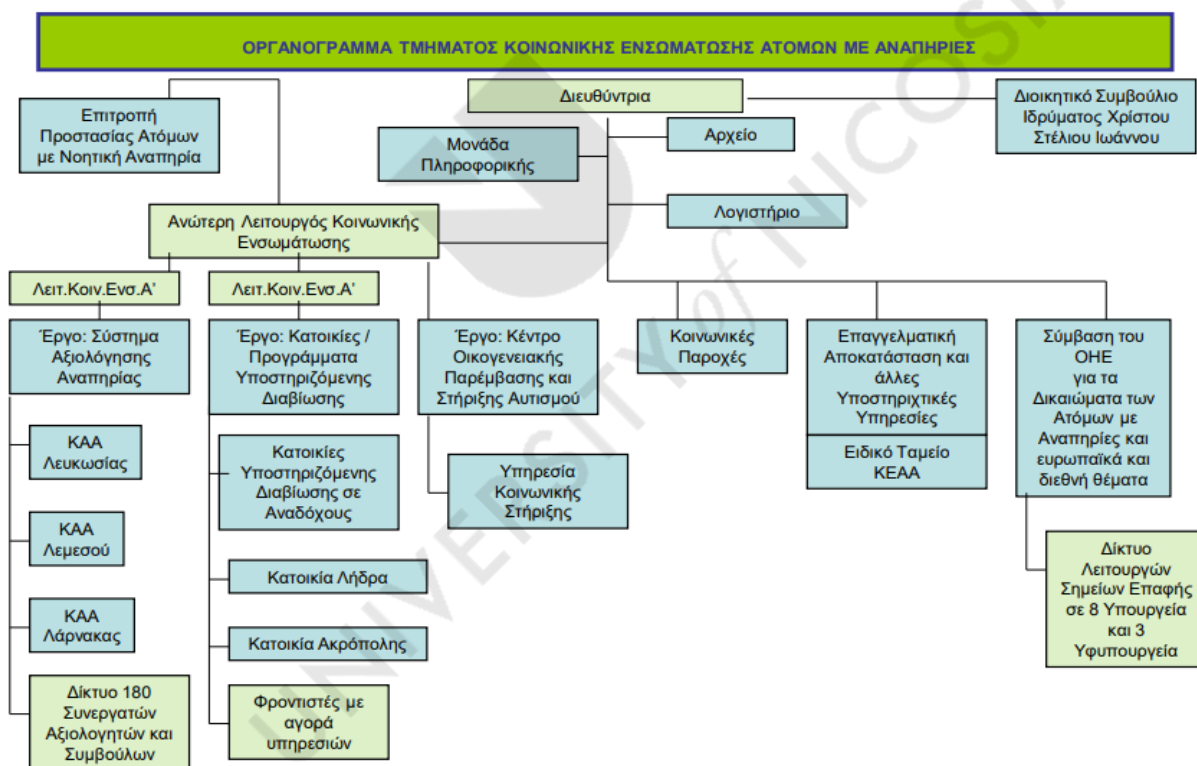 ΟΡΓΑΝΟΓΡΑΜΜΑ ΤΜΗΜΑΤΟΣ ΚΟΙΝΩΝΙΚΗΣ ΕΝΣΩΜΑΤΩΣΗΣ ΑΤΟΜΩΝ ΜΕ ΑΝΑΠΗΡΙΕΣ
Επιτροπή
Προστασίας Ατόμων
με Νοητική Αναπηρία
Διευθύντρια
Διοικητικό Συμβούλιο
Ιδρύματος Χρίστου
Στέλιου Ιωάννου
Μονάδα
Πληροφορικής
Αρχείο
Λογιστήριο
Ανώτερη Λειτουργός Κοινωνικής
Ενσωμάτωσης
Λειτ.Κοιν.Ενσ.Α'
Λειτ.Κοιν.Ενσ.Α'
Έργο: Σύστημα
Αξιολόγησης
Αναπηρίας
Έργο: Κατοικίες /
Προγράμματα
Υποστηριζόμενης
Διαβίωσης
Έργο: Κέντρο
Οικογενειακής
Παρέμβασης και
Στήριξης Αυτισμού
Κοινωνικές
Παροχές
Επαγγελματική
Αποκατάσταση και
άλλες
Υποστηριχτικές
Υπηρεσίες
Ειδικό Ταμείο
ΚΕΑΑ
Σύμβαση του
ΟΗΕ
για τα
Δικαιώματα των
Ατόμων με
Αναπηρίες και
ευρωπαϊκά και
διεθνή θέματα
ΚΑΑ
Λευκωσίας
ΚΑΑ
Λεμεσού
ΚΑΑ
Λάρνακας
Δίκτυο 180
Συνεργατών
Αξιολογητών και
Συμβούλων
Κατοικίες
Υποστηριζόμενης
Διαβίωσης σε
Αναδόχους
Κατοικία Λήδρα
Κατοικία Ακρόπολης
Φροντιστές με
αγορά
υπηρεσιών
Υπηρεσία
Κοινωνικής
Στήριξης
Δίκτυο
Λειτουργών
Σημείων Επαφής
σε 8 Υπουργεία
και 3
Υφυπουργεία
UNIVERSITY of NICOSIA